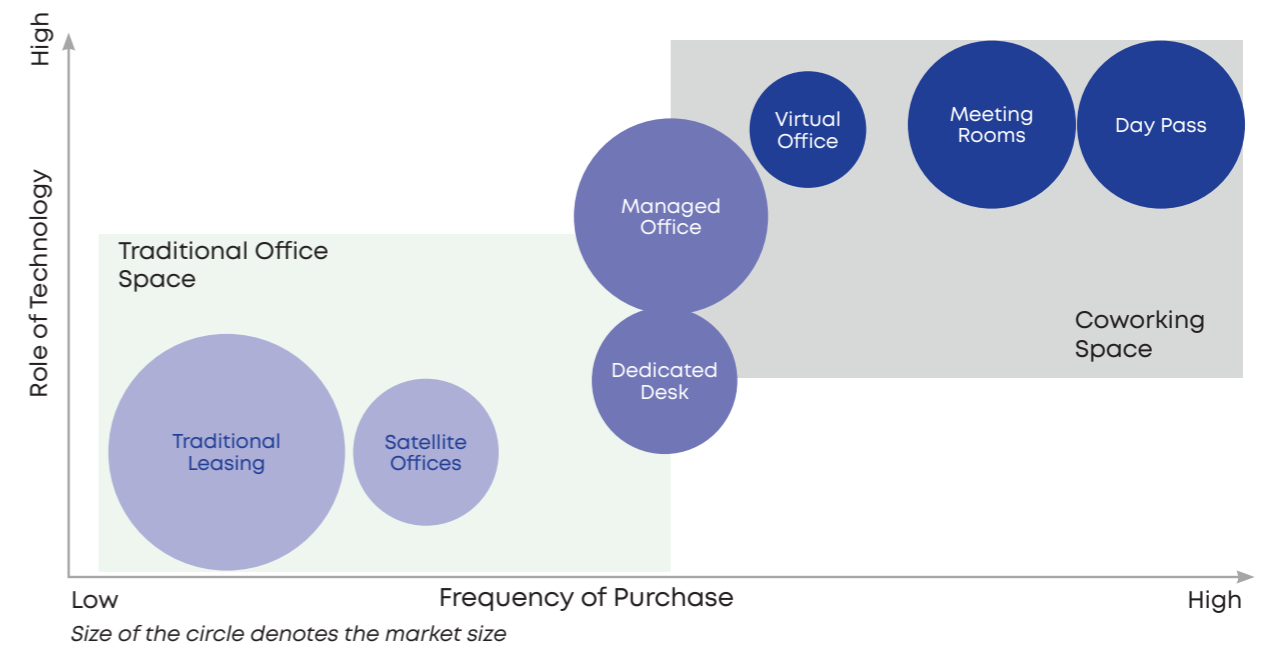 High
Role of Technology
Virtual
Office
Meeting
Rooms
Day Pass
Managed
Office
Traditional Office
Space
Coworking
Space
Dedicated
Desk
Traditional
Leasing
Satellite
Offices
Low
Frequency of Purchase
High
Size of the circle denotes the market size